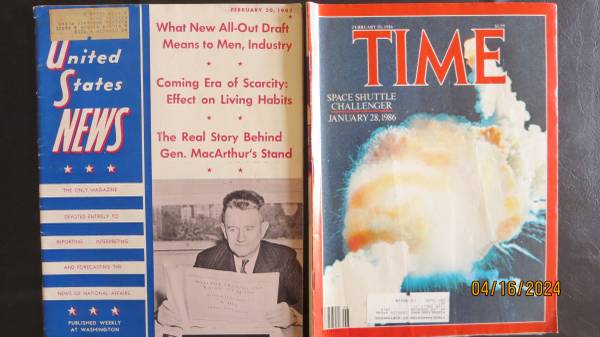 FEBRUARY 20, 1942
United
States
NEWS
THE ONLY MAGAZINE
DEVOTED ENTIRELY TO
REPORTING INTERPRETING
AND FORECASTING THE
NEWS OF NATIONAL AFFAIRS
PUBLISHED WEEKLY
AT WASHINGTON
What New All-Out Draft
Means to Men, Industry
Coming Era of Scarcity:
Effect on Living Habits
The Real Story Behind
Gen. MacArthur's Stand
FEBRUARY 10, 1986
TIME
SPACE SHUTTLE
CHALLENGER
JANUARY 28, 1986
04/16/2024